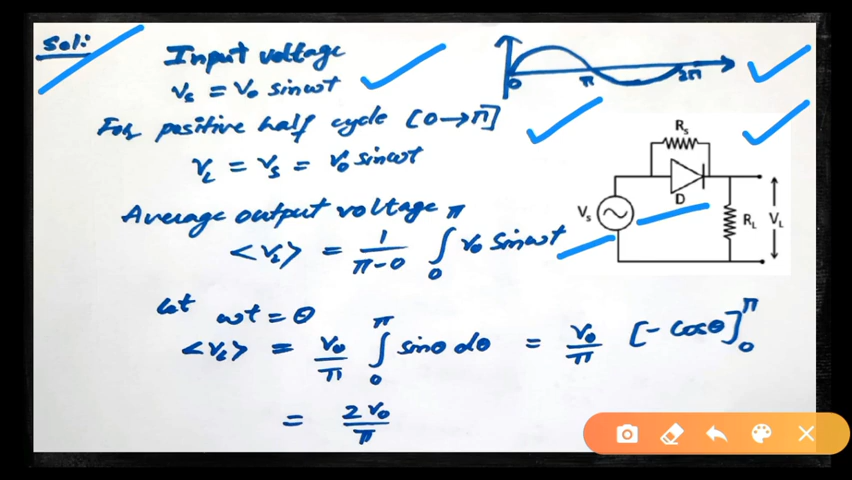 Sol:
Input voltage
vs = v0 sinωt
0 π 2π
For positive half cycle [0→π]
vL = vs = v0 sinωt
Rs
D
Vs
RL VL
Average output voltage
<vL> = 1/(π-0) ∫₀^π v0 sinωt
let ωt = θ
<vL> = v0/π ∫₀^π sinθ dθ = v0/π [-cosθ]₀^π
= 2v0/π